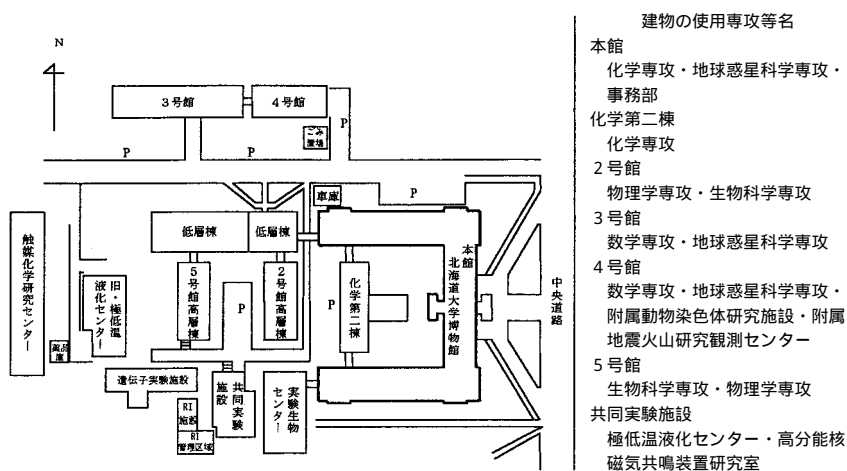 N
3号館
4号館
P
ごみ置場
P
P
P
車庫
低層棟
低層棟
本館
北海道大学博物館
触媒化学研究センター
旧・極低温
液化センター
5号館高層棟
2号館高層棟
化学第二棟
P
P
中央道路
薬品庫
遺伝子実験施設
共同実験
施設
実験生物
センター
RI
施設
RI
管理区域
建物の使用専攻等名
本館
化学専攻・地球惑星科学専攻・
事務部
化学第二棟
化学専攻
2号館
物理学専攻・生物科学専攻
3号館
数学専攻・地球惑星科学専攻
4号館
数学専攻・地球惑星科学専攻・
附属動物染色体研究施設・附属
地震火山研究観測センター
5号館
生物科学専攻・物理学専攻
共同実験施設
極低温液化センター・高分能核
磁気共鳴装置研究室